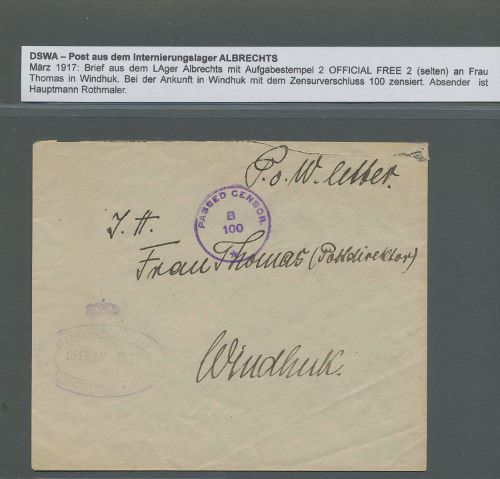 DSWA – Post aus dem Internierungslager ALBRECHTS
März 1917: Brief aus dem LAger Albrechts mit Aufgabestempel 2 OFFICIAL FREE 2 (selten) an Frau
Thomas in Windhuk. Bei der Ankunft in Windhuk mit dem Zensurverschluss 100 zensiert. Absender ist
Hauptmann Rothmaler.
P.o.W. letter.
PASSED CENSOR.
B
100
I. H.
Frau Thomas (Postdirektor)
OFFICIAL FREE
Windhuk.